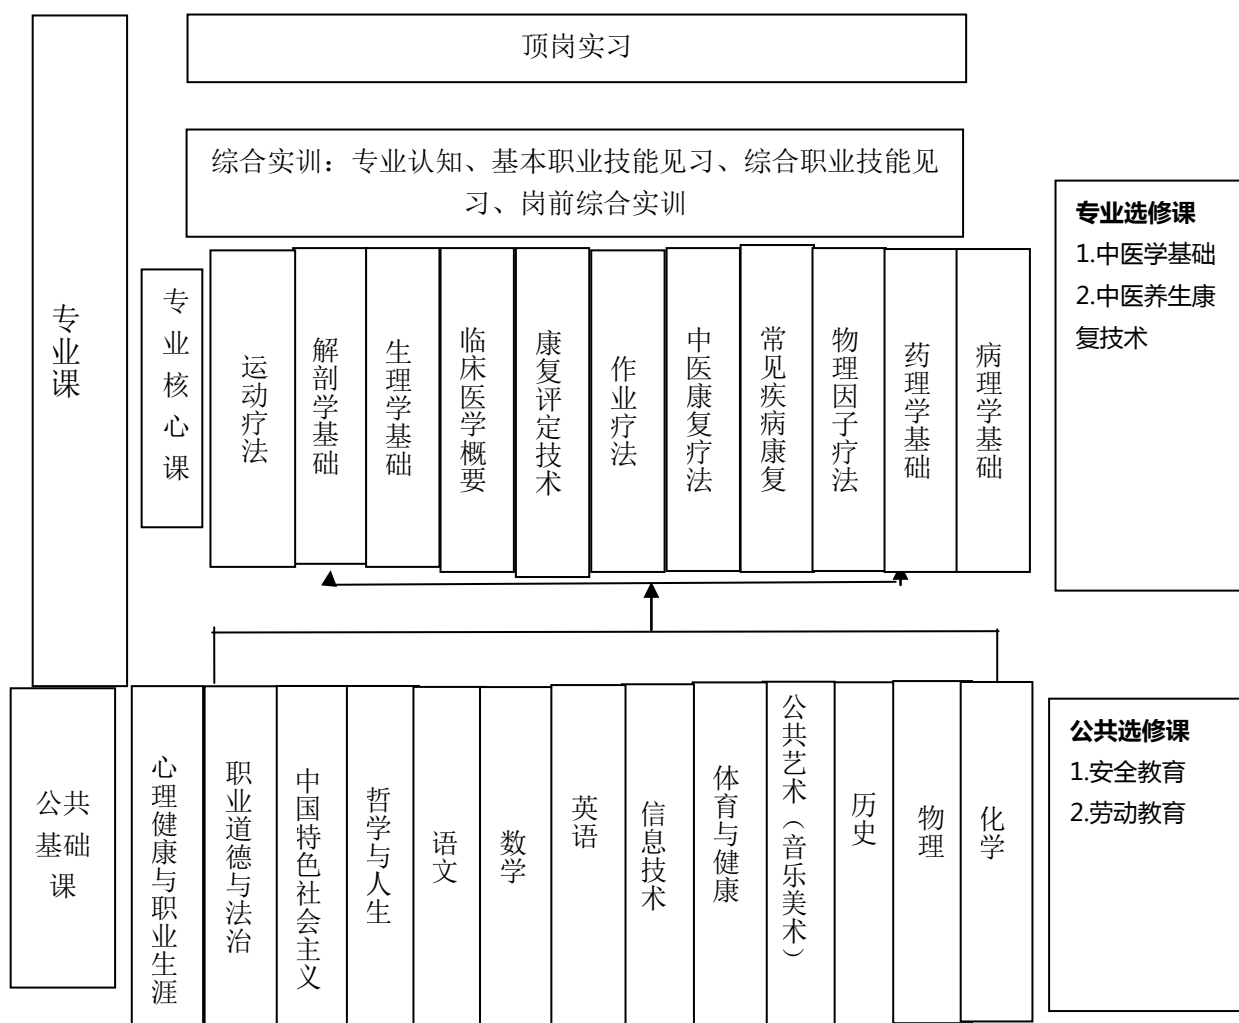 顶岗实习
综合实训：专业认知、基本职业技能见习、综合职业技能见
习、岗前综合实训
专业课
专业核心课
运动疗法
解剖学基础
生理学基础
临床医学概要
康复评定技术
作业疗法
中医康复疗法
常见疾病康复
物理因子疗法
药理学基础
病理学基础
专业选修课
1.中医学基础
2.中医养生康
复技术
公共
基础
课
心理健康与职业生涯
职业道德与法治
中国特色社会主义
哲学与人生
语文
数学
英语
信息技术
体育与健康
公共艺术（音乐美术）
历史
物理
化学
公共选修课
1.安全教育
2.劳动教育